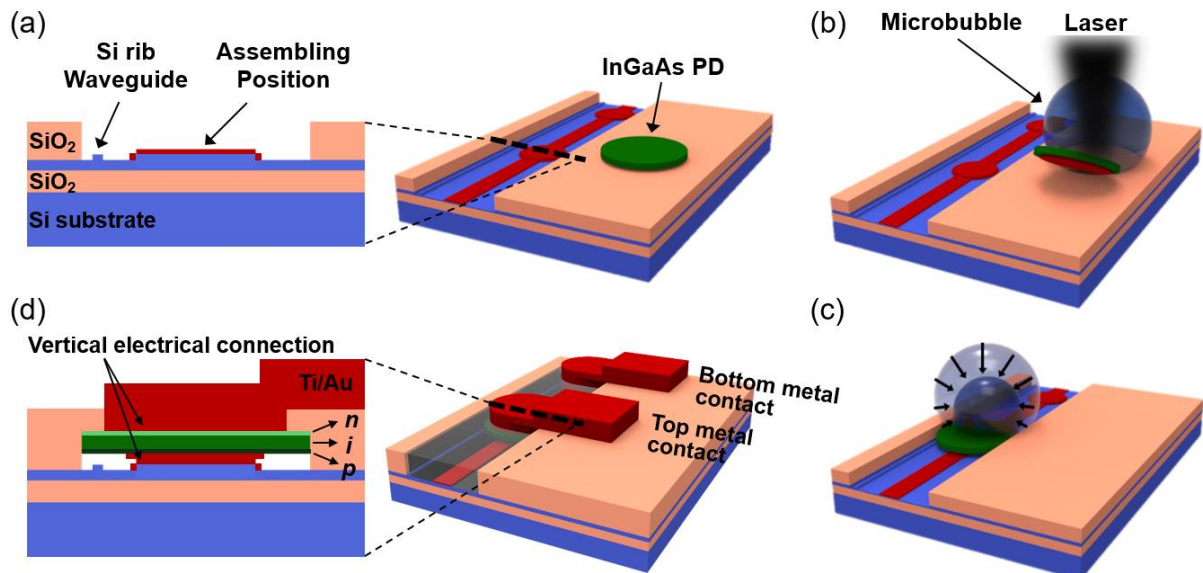 (a)
Si rib
Waveguide
Assembling
Position
SiO2
SiO2
Si substrate
InGaAs PD
(b)
Microbubble
Laser
(d)
Vertical electrical connection
Ti/Au
n
i
p
Bottom metal
contact
Top metal
contact
(c)